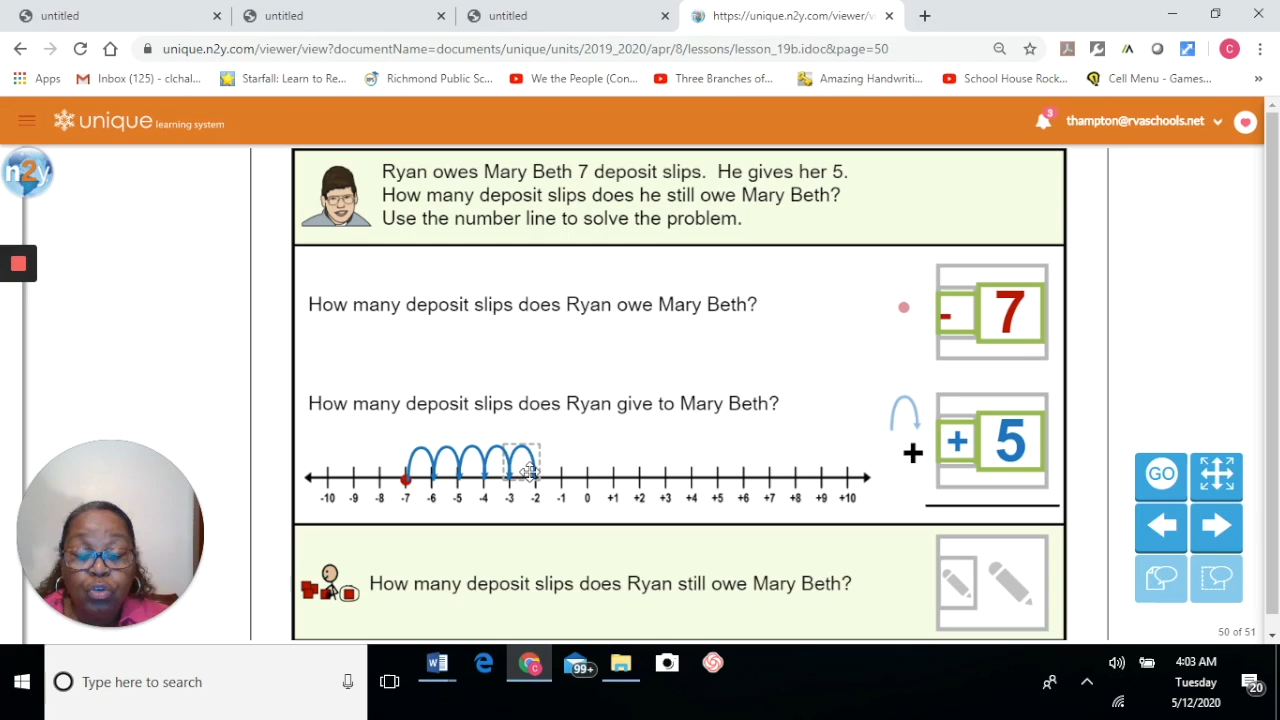 untitled
untitled
untitled
https://unique.n2y.com/viewer/v
unique.n2y.com/viewer/view?documentName=documents/unique/units/2019_2020/apr/8/lessons/lesson_19b.idoc&page=50
C
Apps
Inbox (125) - clchal...
Starfall: Learn to Re...
Richmond Public Sc...
We the People (Con...
Three Branches of...
Amazing Handwriti...
School House Rock...
Cell Menu - Games...
»
unique learning system
3
thampton@rvaschools.net
n2y
Ryan owes Mary Beth 7 deposit slips. He gives her 5.
How many deposit slips does he still owe Mary Beth?
Use the number line to solve the problem.
How many deposit slips does Ryan owe Mary Beth?
- 7
How many deposit slips does Ryan give to Mary Beth?
+
+ 5
-10 -9 -8 -7 -6 -5 -4 -3 -2 -1 0 +1 +2 +3 +4 +5 +6 +7 +8 +9 +10
How many deposit slips does Ryan still owe Mary Beth?
GO
50 of 51
Type here to search
99+
4:03 AM
Tuesday
5/12/2020
20